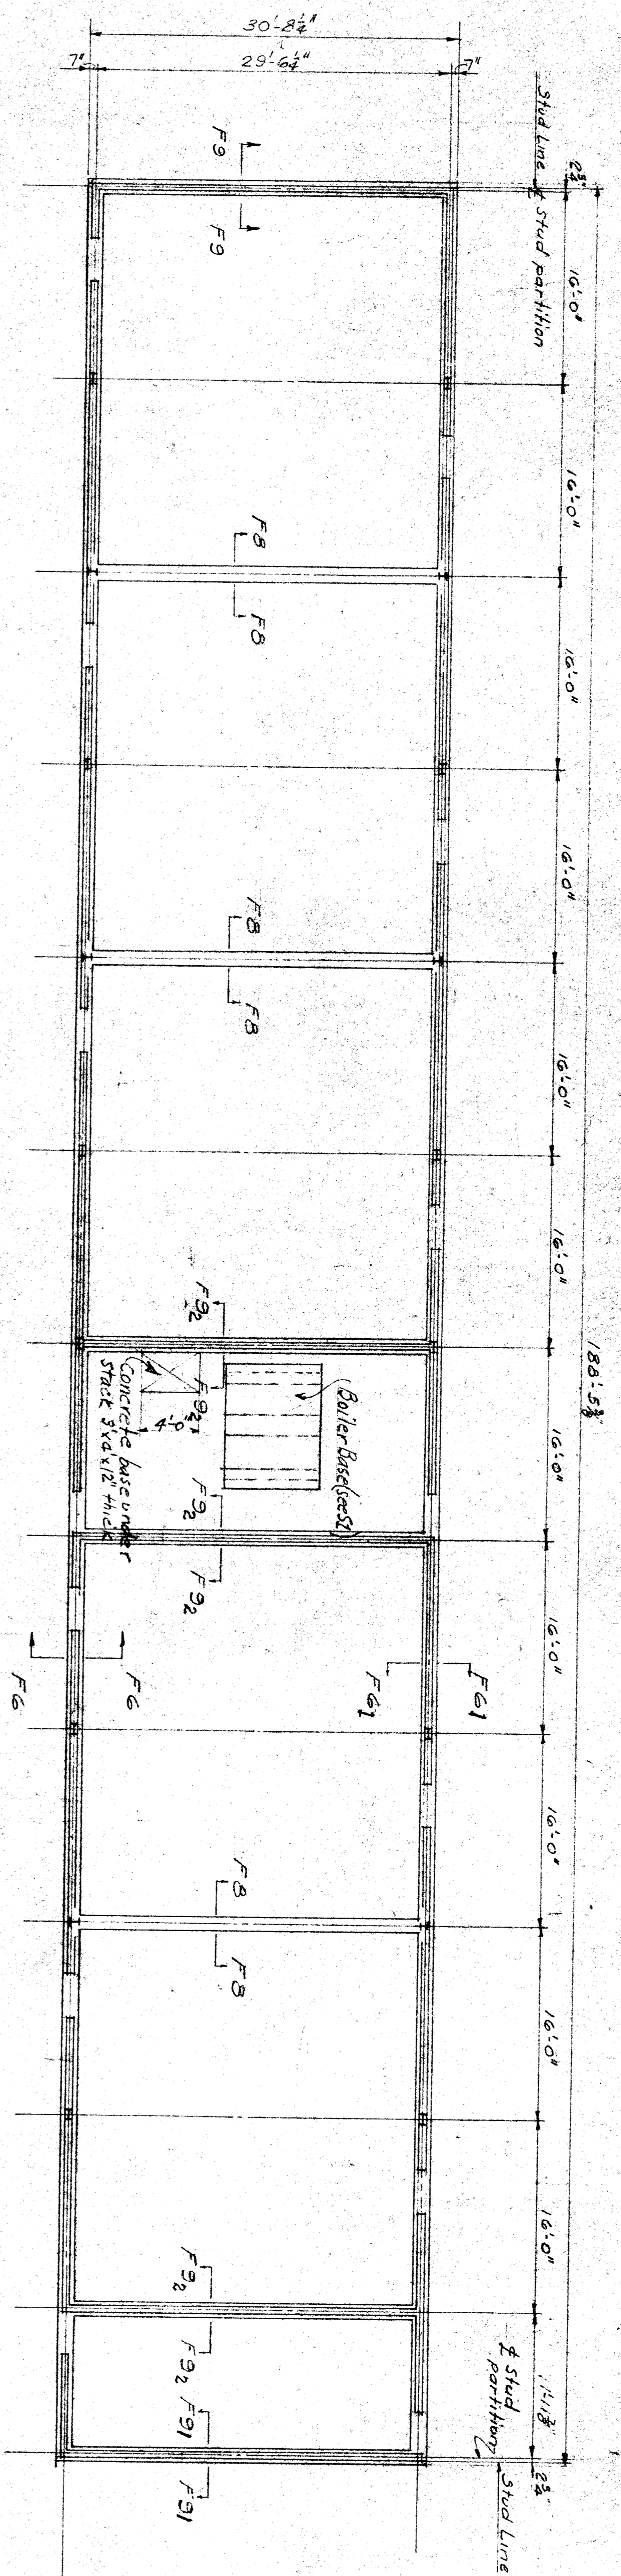 30'-8¼"
7"
29'-6¼"
7"
Stud Line
2¾"
℄ Stud partition
F9
F9
16'-0"
16'-0"
F8
F8
16'-0"
16'-0"
F8
F8
16'-0"
16'-0"
188'-5⅜"
F9₂
F9₂
4'-0"
Concrete base under
stack 3'x4'x12" thick
Boiler Base (see S1)
16'-0"
F9₂
F9₂
16'-0"
F6
F6
F6₁
F6₁
16'-0"
F8
F8
16'-0"
16'-0"
F9₂
F9₂
℄ Stud
partition
F9₁
F9₁
2¾"
Stud Line